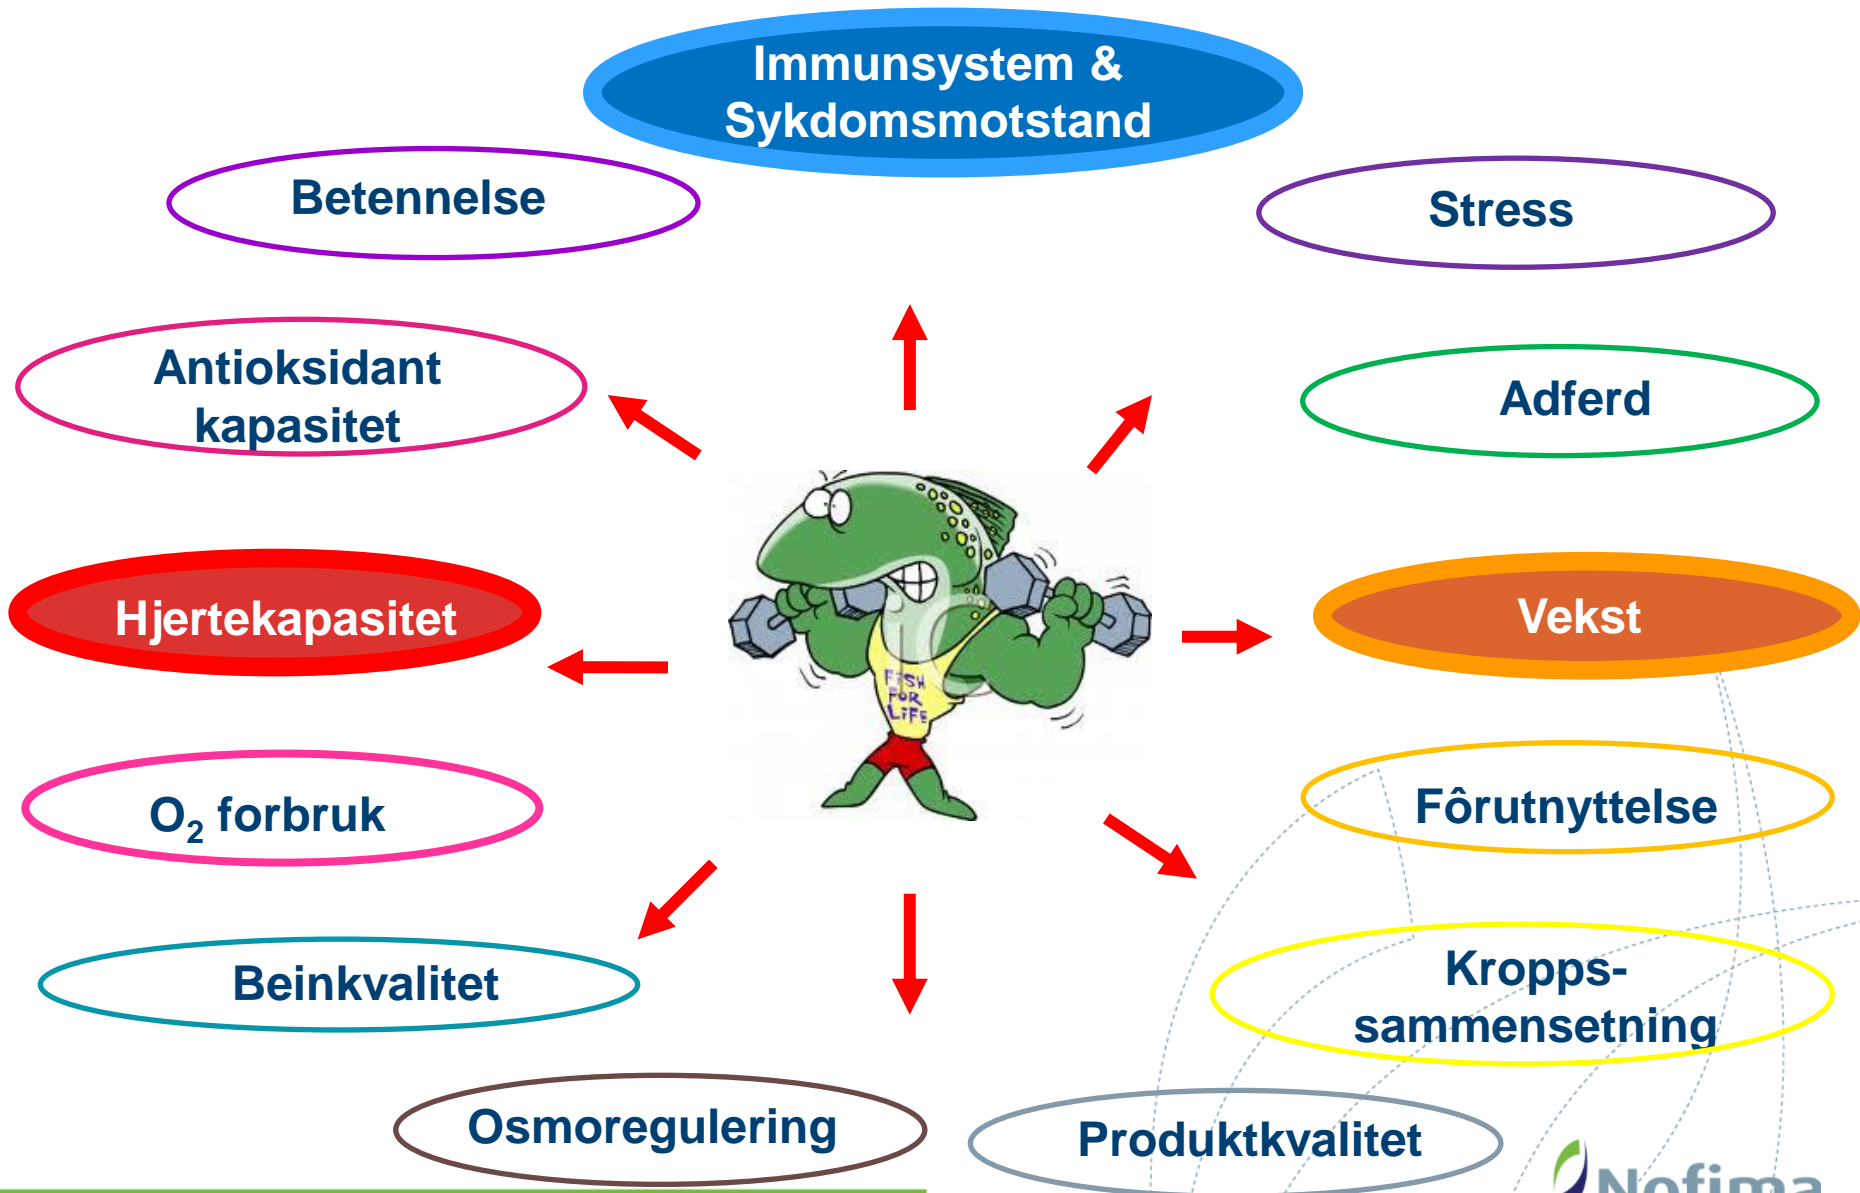 Immunsystem &
Sykdomsmotstand
Betennelse
Stress
Antioksidant
kapasitet
Adferd
Hjertekapasitet
Vekst
FISH
FOR
LIFE
O₂ forbruk
Fôrutnyttelse
Beinkvalitet
Kropps-
sammensetning
Osmoregulering
Produktkvalitet
Nofima